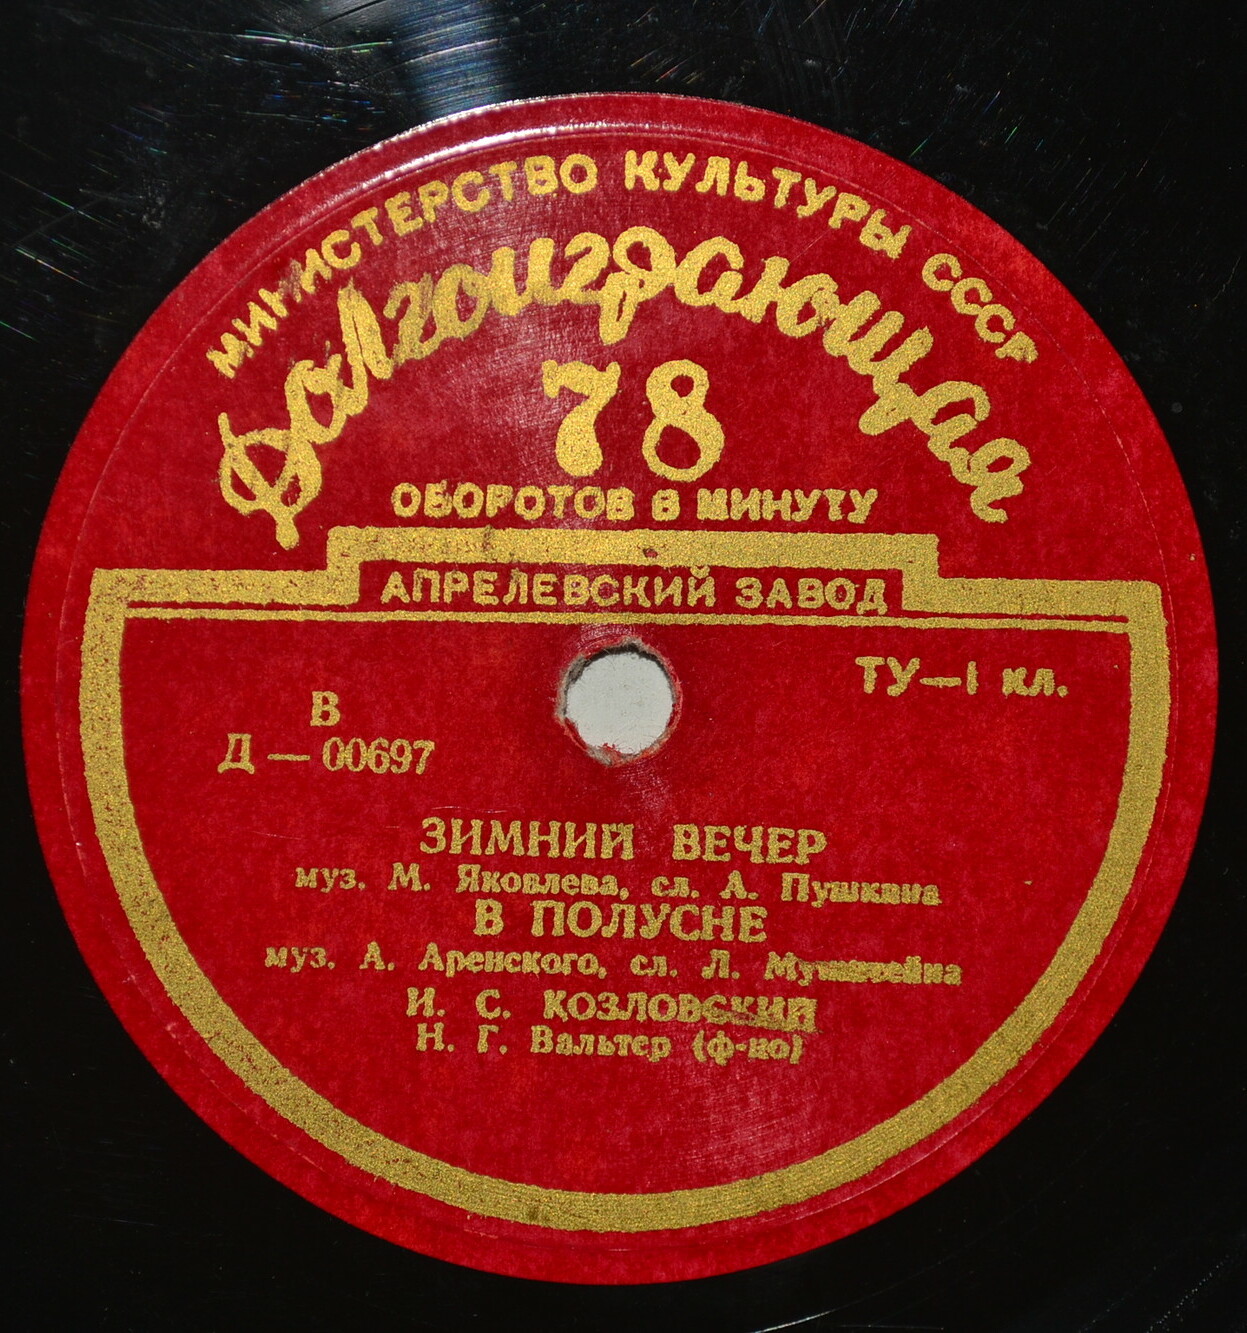 МИНИСТЕРСТВО КУЛЬТУРЫ СССР
Долгоиграющая
78
ОБОРОТОВ В МИНУТУ
АПРЕЛЕВСКИЙ ЗАВОД
ТУ—1 кл.
В
Д — 00697
ЗИМНИЙ ВЕЧЕР
муз. М. Яковлева, сл. А. Пушкина
В ПОЛУСНЕ
муз. А. Аренского, сл. Л. Мунштейна
И. С. КОЗЛОВСКИЙ
Н. Г. Вальтер (ф-но)